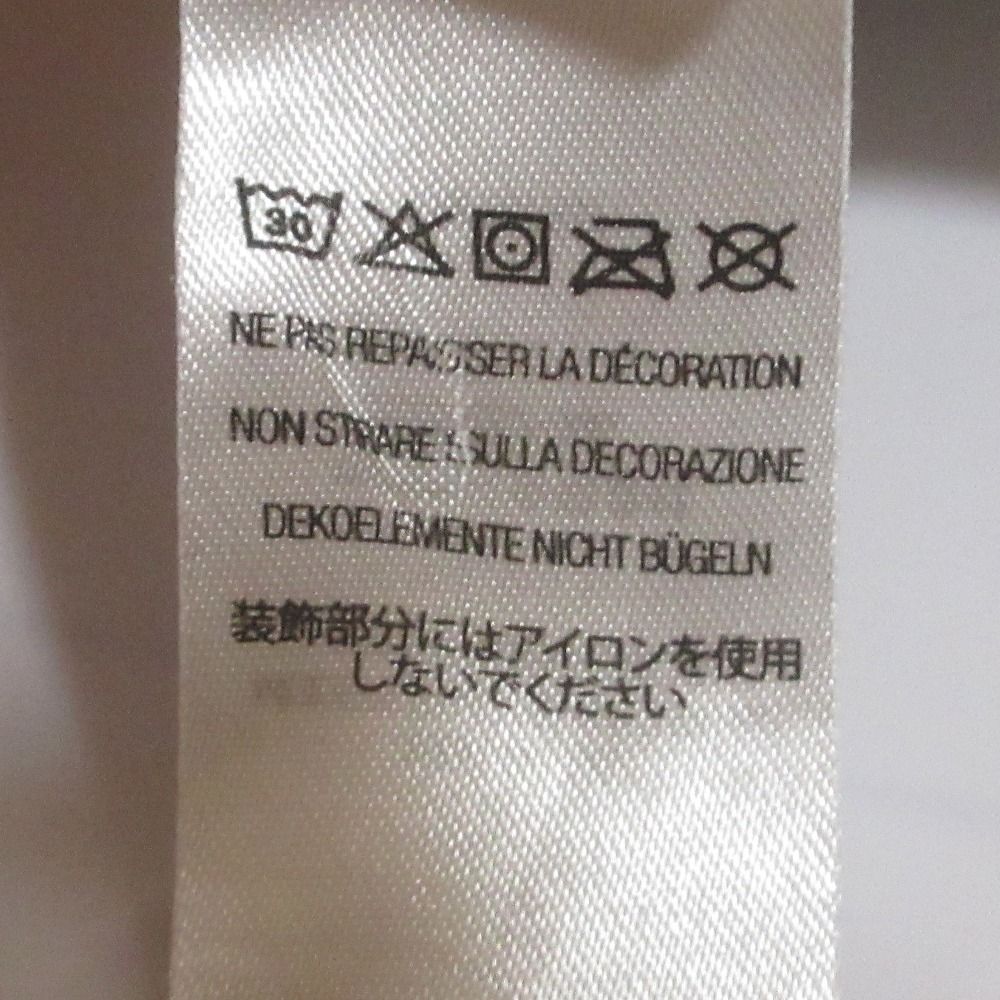 30
NE PAS REPASSER LA DÉCORATION
NON STIRARE SULLA DECORAZIONE
DEKOELEMENTE NICHT BÜGELN
装飾部分にはアイロンを使用
しないでください